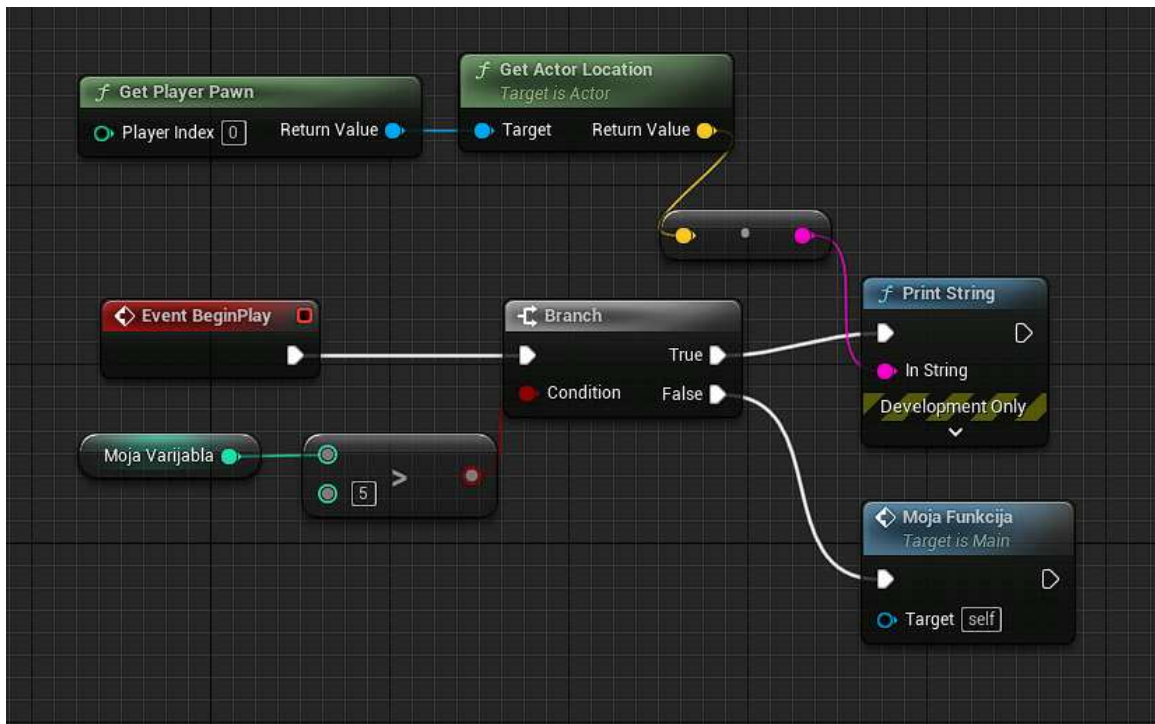 f Get Player Pawn
Player Index 0 Return Value
f Get Actor Location
Target is Actor
Target Return Value
Event BeginPlay
Branch
True
Condition False
f Print String
In String
Development Only
Moja Varijabla
5 >
Moja Funkcija
Target is Main
Target self